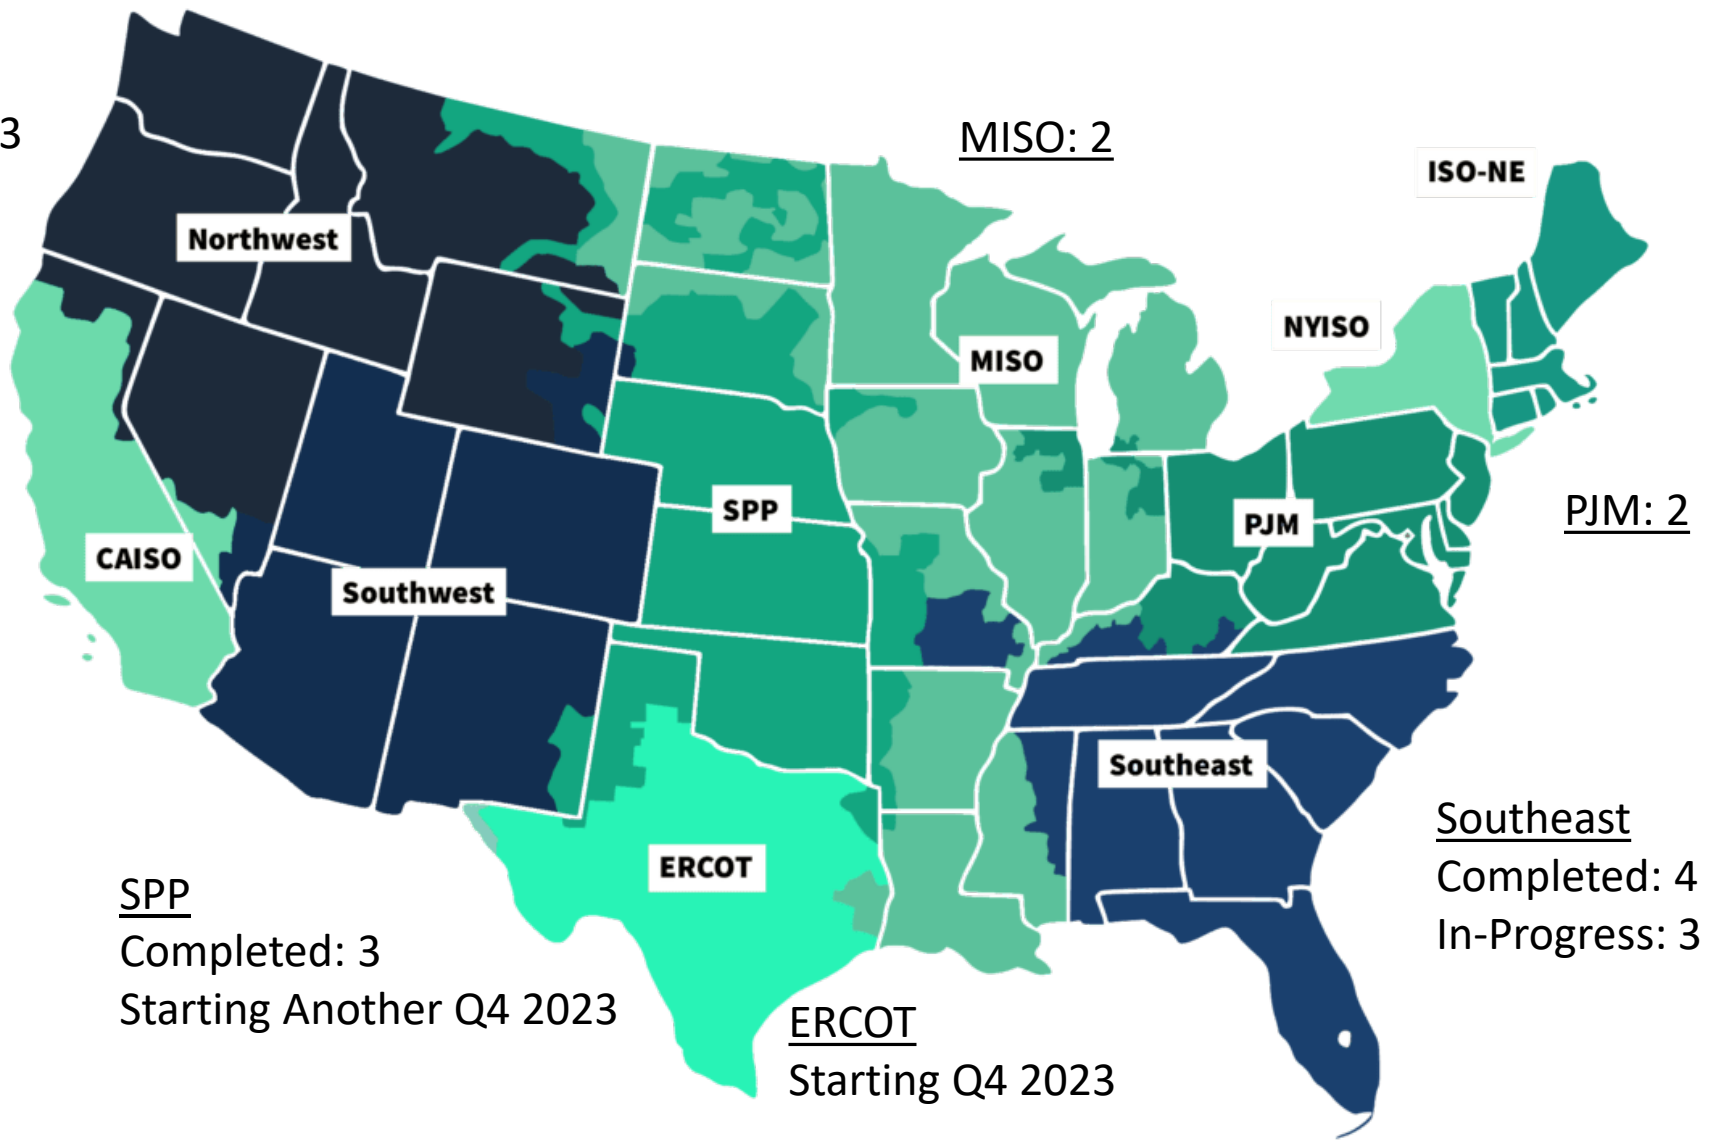 3
MISO: 2
ISO-NE
Northwest
NYISO
MISO
SPP
PJM: 2
PJM
CAISO
Southwest
Southeast
ERCOT
Southeast
Completed: 4
In-Progress: 3
SPP
Completed: 3
Starting Another Q4 2023
ERCOT
Starting Q4 2023